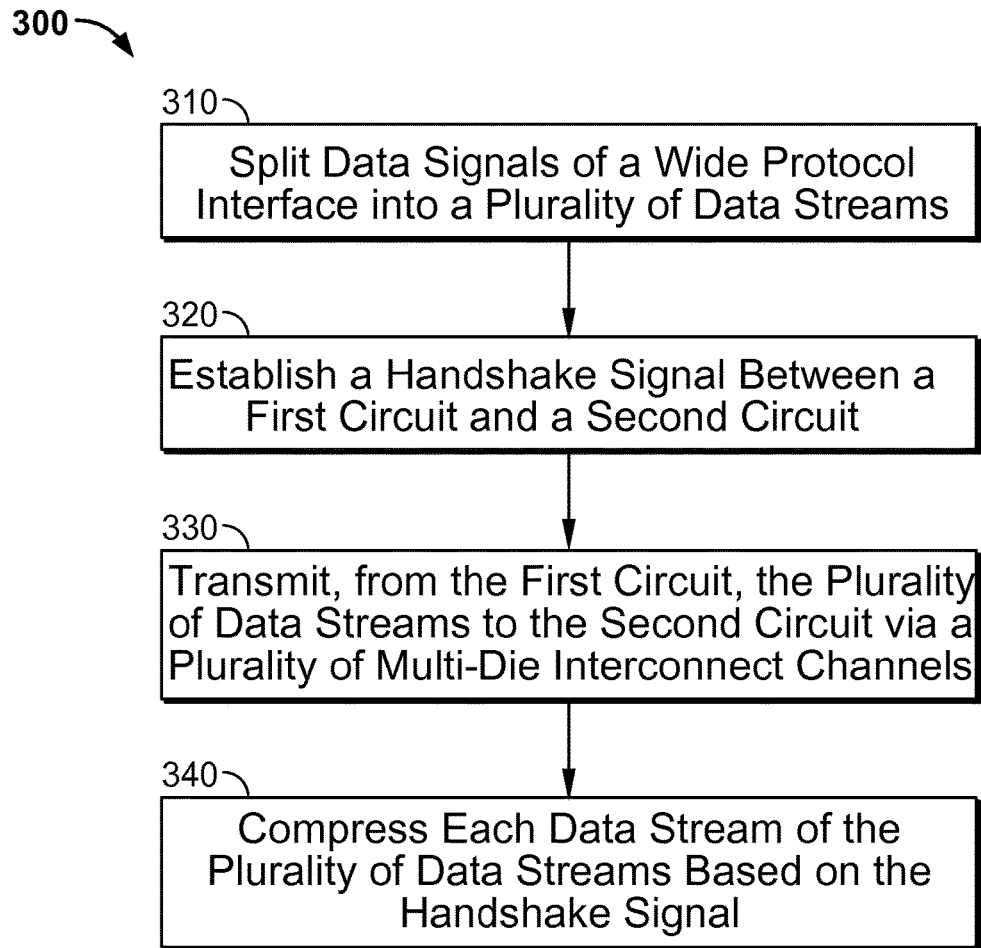 300
310
Split Data Signals of a Wide Protocol
Interface into a Plurality of Data Streams
320
Establish a Handshake Signal Between a
First Circuit and a Second Circuit
330
Transmit, from the First Circuit, the Plurality
of Data Streams to the Second Circuit via a
Plurality of Multi-Die Interconnect Channels
340
Compress Each Data Stream of the
Plurality of Data Streams Based on the
Handshake Signal